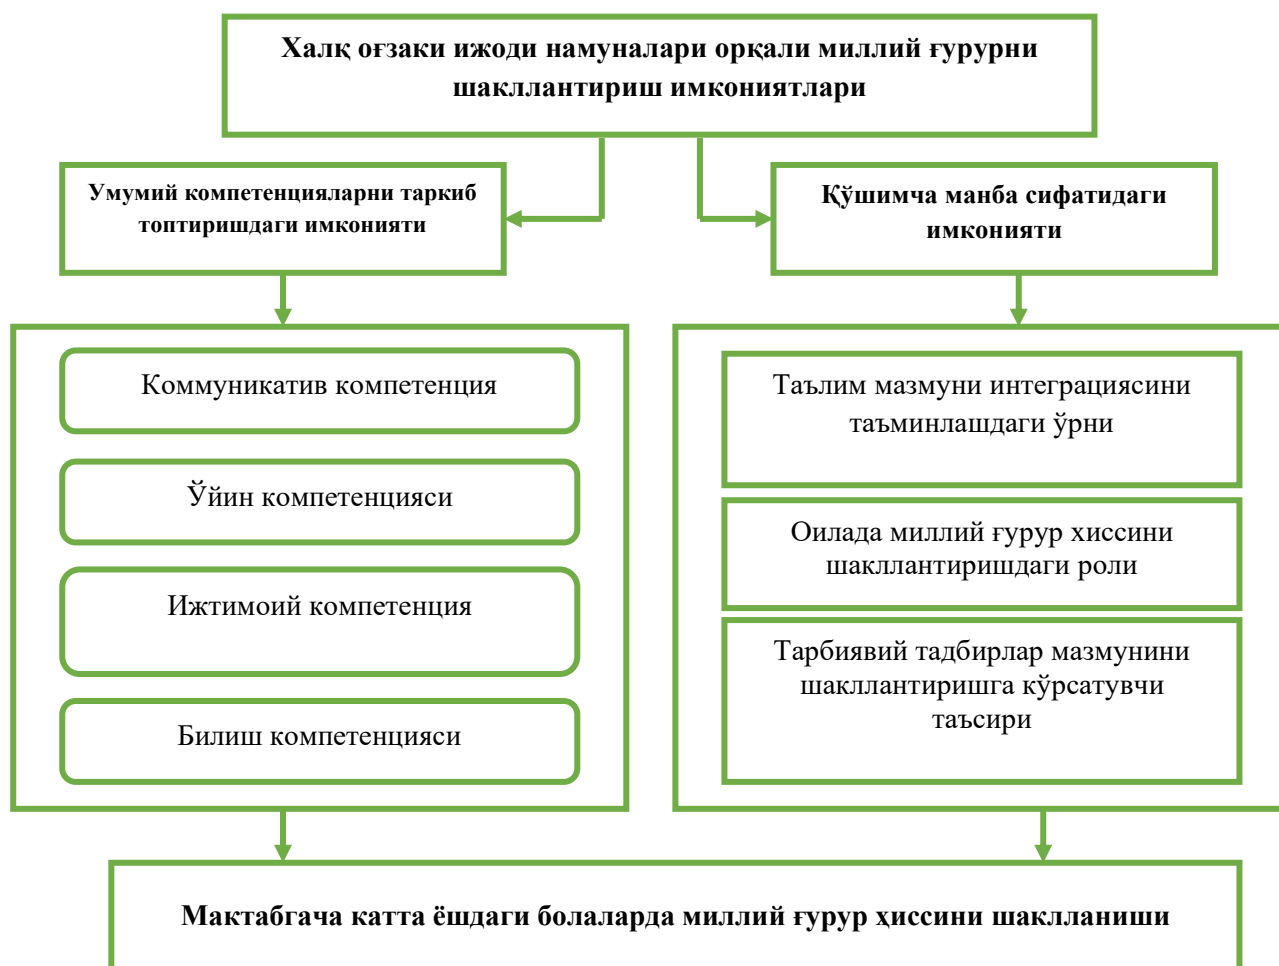 Халқ оғзаки ижоди намуналари орқали миллий ғурурни
шакллантириш имкониятлари
Умумий компетенцияларни таркиб
топтиришдаги имконияти
Қўшимча манба сифатидаги
имконияти
Коммуникатив компетенция
Ўйин компетенцияси
Ижтимоий компетенция
Билиш компетенцияси
Таълим мазмуни интеграциясини
таъминлашдаги ўрни
Оилада миллий ғурур хиссини
шакллантиришдаги роли
Тарбиявий тадбирлар мазмунини
шакллантиришга кўрсатувчи
таъсири
Мактабгача катта ёшдаги болаларда миллий ғурур ҳиссини шаклланиши